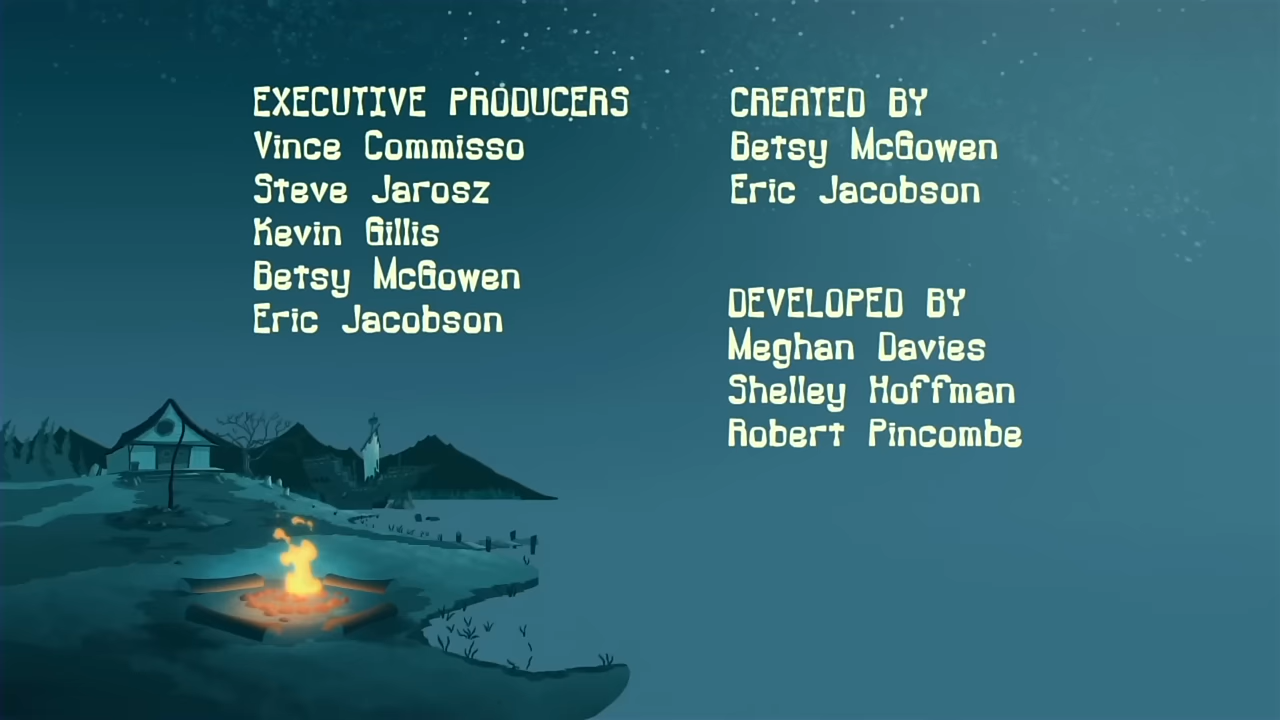 EXECUTIVE PRODUCERS
Vince Commisso
Steve Jarosz
Kevin Gillis
Betsy McGowen
Eric Jacobson
CREATED BY
Betsy McGowen
Eric Jacobson
DEVELOPED BY
Meghan Davies
Shelley Hoffman
Robert Pincombe